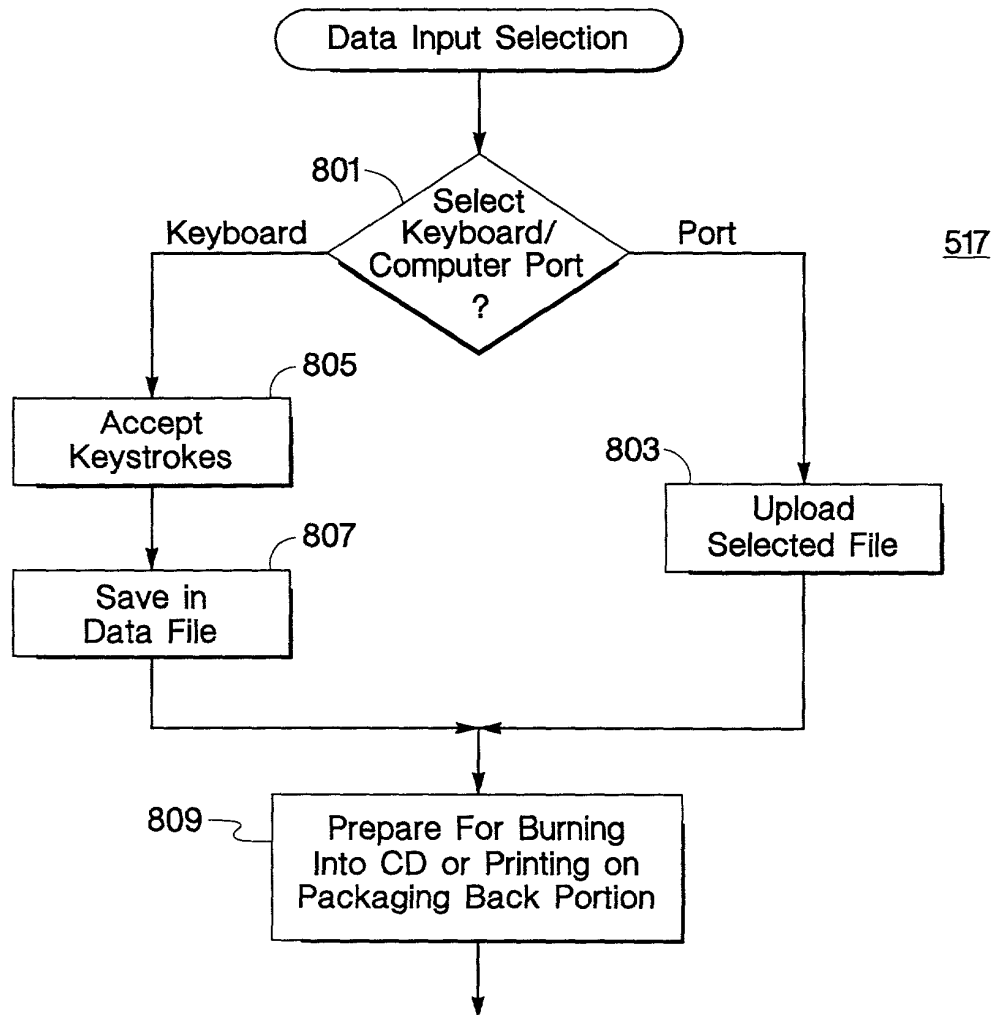 Data Input Selection
801
Select
Keyboard/
Computer Port
?
Keyboard
Port
517
805
Accept
Keystrokes
803
Upload
Selected File
807
Save in
Data File
809
Prepare For Burning
Into CD or Printing on
Packaging Back Portion